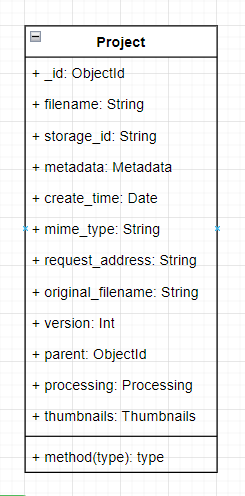 Project
+ _id: ObjectId
+ filename: String
+ storage_id: String
+ metadata: Metadata
+ create_time: Date
+ mime_type: String
+ request_address: String
+ original_filename: String
+ version: Int
+ parent: ObjectId
+ processing: Processing
+ thumbnails: Thumbnails
+ method(type): type